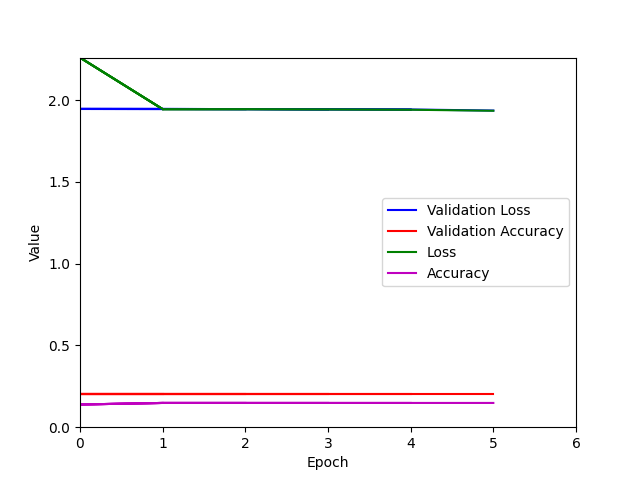 2.0
1.5
1.0
0.5
0.0
Value
Validation Loss
Validation Accuracy
Loss
Accuracy
0 1 2 3 4 5 6
Epoch